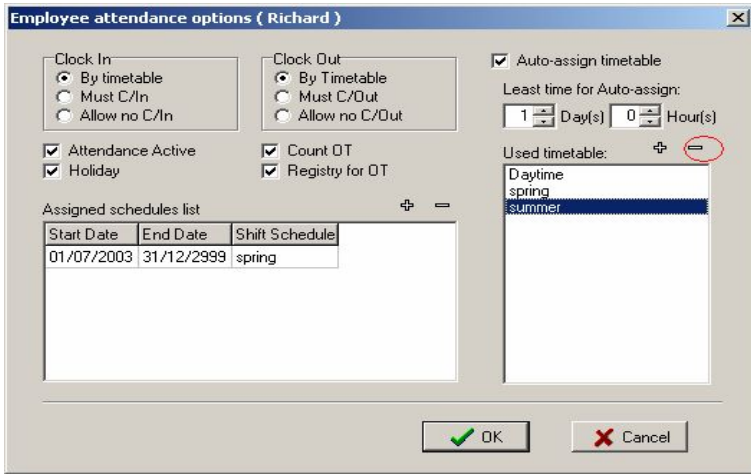 Employee attendance options ( Richard )
Clock In
By timetable
Must C/In
Allow no C/In
Clock Out
By Timetable
Must C/Out
Allow no C/Out
Attendance Active
Holiday
Count OT
Registry for OT
Assigned schedules list
Start Date End Date Shift Schedule
01/07/2003 31/12/2999 spring
Auto-assign timetable
Least time for Auto-assign:
1 Day(s) 0 Hour(s)
Used timetable:
Daytime
spring
summer
OK Cancel